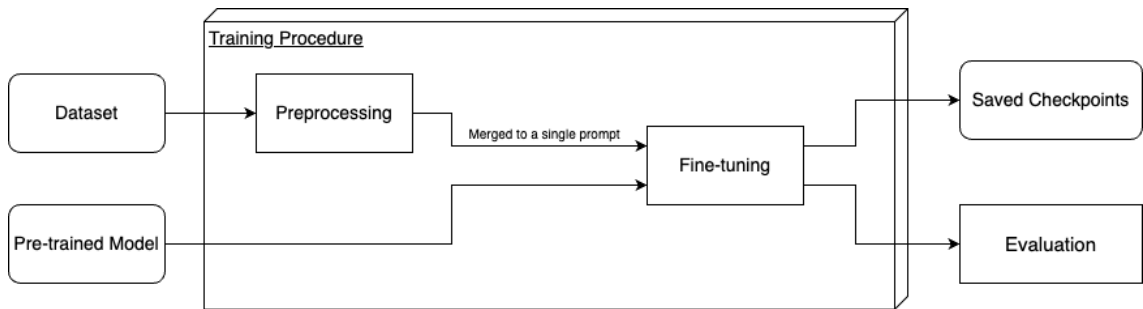 Training Procedure
Dataset
Preprocessing
Merged to a single prompt
Fine-tuning
Saved Checkpoints
Pre-trained Model
Evaluation